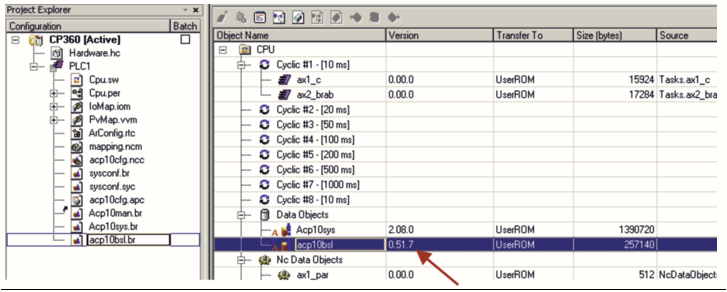 Project Explorer
Configuration Batch
CP360 [Active]
Hardware.hc
PLC1
Cpu.sw
Cpu.per
IoMap.iom
PvMap.vvm
ArConfig.rtc
mapping.ncm
acp10cfg.ncc
sysconf.br
sysconf.syc
acp10cfg.apc
Acp10man.br
Acp10sys.br
acp10bsl.br
Object Name Version Transfer To Size (bytes) Source
CPU
Cyclic #1 - [10 ms]
ax1_c 0.00.0 UserROM 15924 Tasks.ax1_c
ax2_brab 0.00.0 UserROM 17284 Tasks.ax2_bra
Cyclic #2 - [20 ms]
Cyclic #3 - [50 ms]
Cyclic #4 - [100 ms]
Cyclic #5 - [200 ms]
Cyclic #6 - [500 ms]
Cyclic #7 - [1000 ms]
Cyclic #8 - [10 ms]
Data Objects
Acp10sys 2.08.0 UserROM 1390720
acp10bsl 0.51.7 UserROM 257140
Nc Data Objects
ax1_par 0.00.0 UserROM 512 NcDataObjects